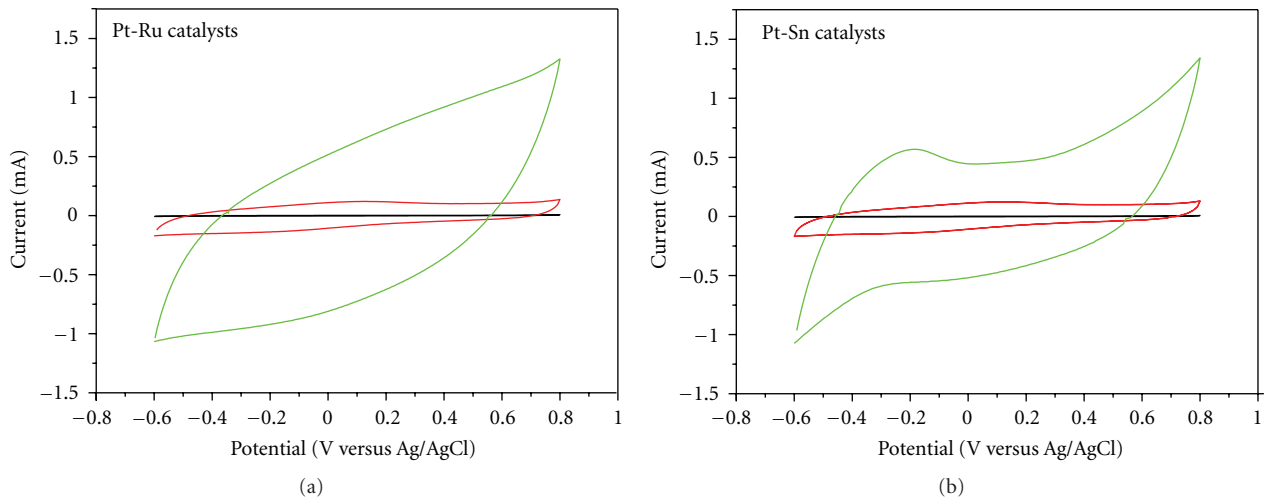 Pt-Ru catalysts
1.5
1
0.5
0
−0.5
−1
−1.5
Current (mA)
−0.8 −0.6 −0.4 −0.2 0 0.2 0.4 0.6 0.8 1
Potential (V versus Ag/AgCl)
(a)
Pt-Sn catalysts
1.5
1
0.5
0
−0.5
−1
−1.5
Current (mA)
−0.8 −0.6 −0.4 −0.2 0 0.2 0.4 0.6 0.8 1
Potential (V versus Ag/AgCl)
(b)